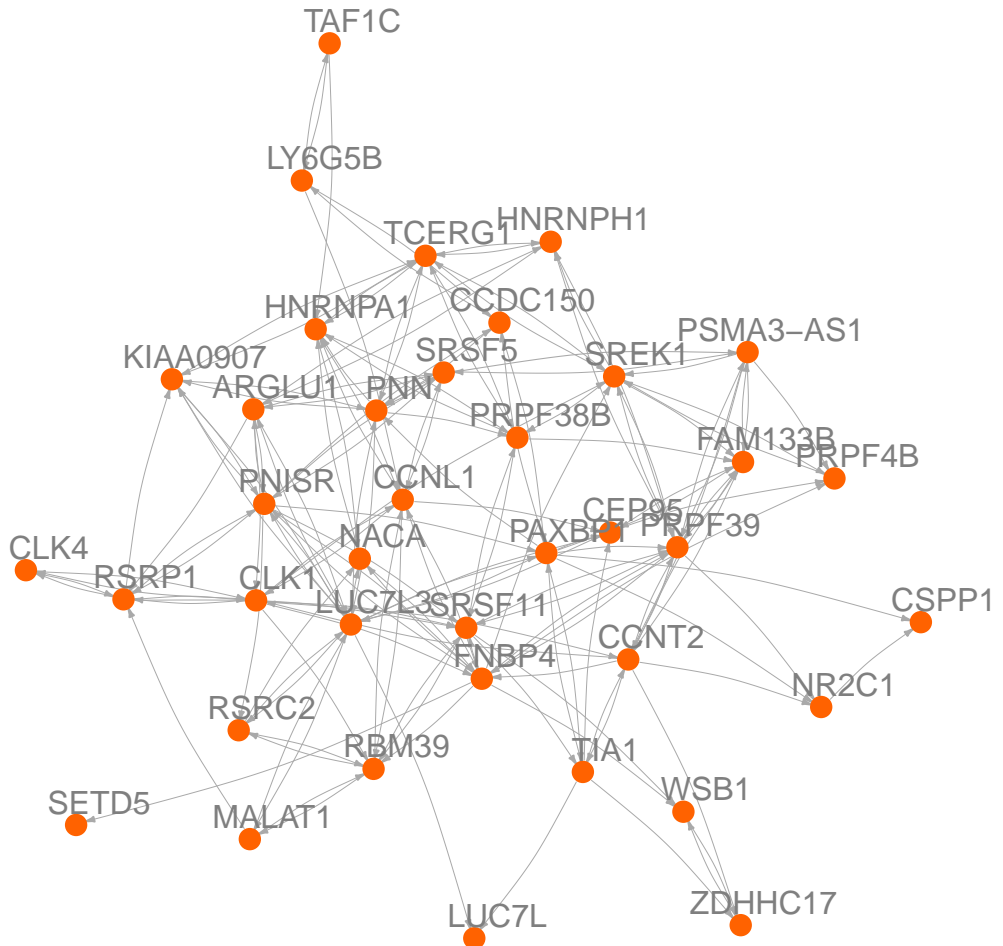 TAF1C
LY6G5B
HNRNPH1
TCERG1
CCDC150
HNRNPA1
PSMA3−AS1
SRSF5
SREK1
KIAA0907
ARGLU1
PNN
PRPF38B
FAM133B
PRPF4B
PNISR
CCNL1
CEP95
PAXBP1
PRPF39
NACA
CLK4
RSRP1
CLK1
LUC7L3
SRSF11
CSPP1
CCNT2
FNBP4
NR2C1
RSRC2
RBM39
TIA1
WSB1
SETD5
MALAT1
LUC7L
ZDHHC17